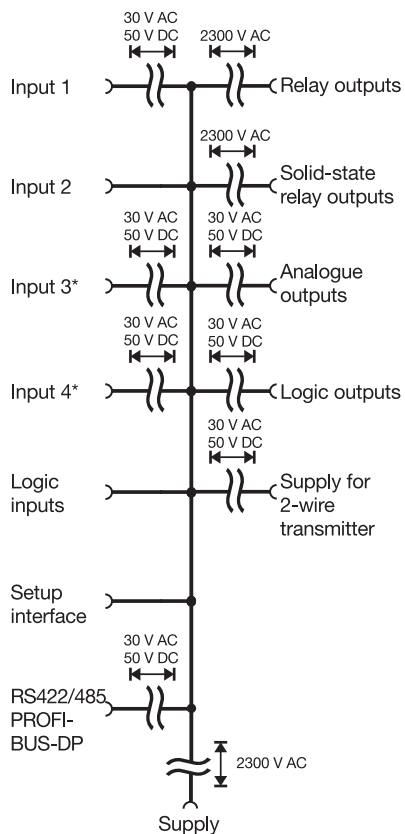 30 V AC
50 V DC
2300 V AC
Input 1
Relay outputs
2300 V AC
Input 2
Solid-state
relay outputs
30 V AC
50 V DC
30 V AC
50 V DC
Input 3*
Analogue
outputs
30 V AC
50 V DC
30 V AC
50 V DC
Input 4*
Logic outputs
30 V AC
50 V DC
Logic
inputs
Supply for
2-wire
transmitter
Setup
interface
30 V AC
50 V DC
RS422/485
PROFI-
BUS-DP
2300 V AC
Supply